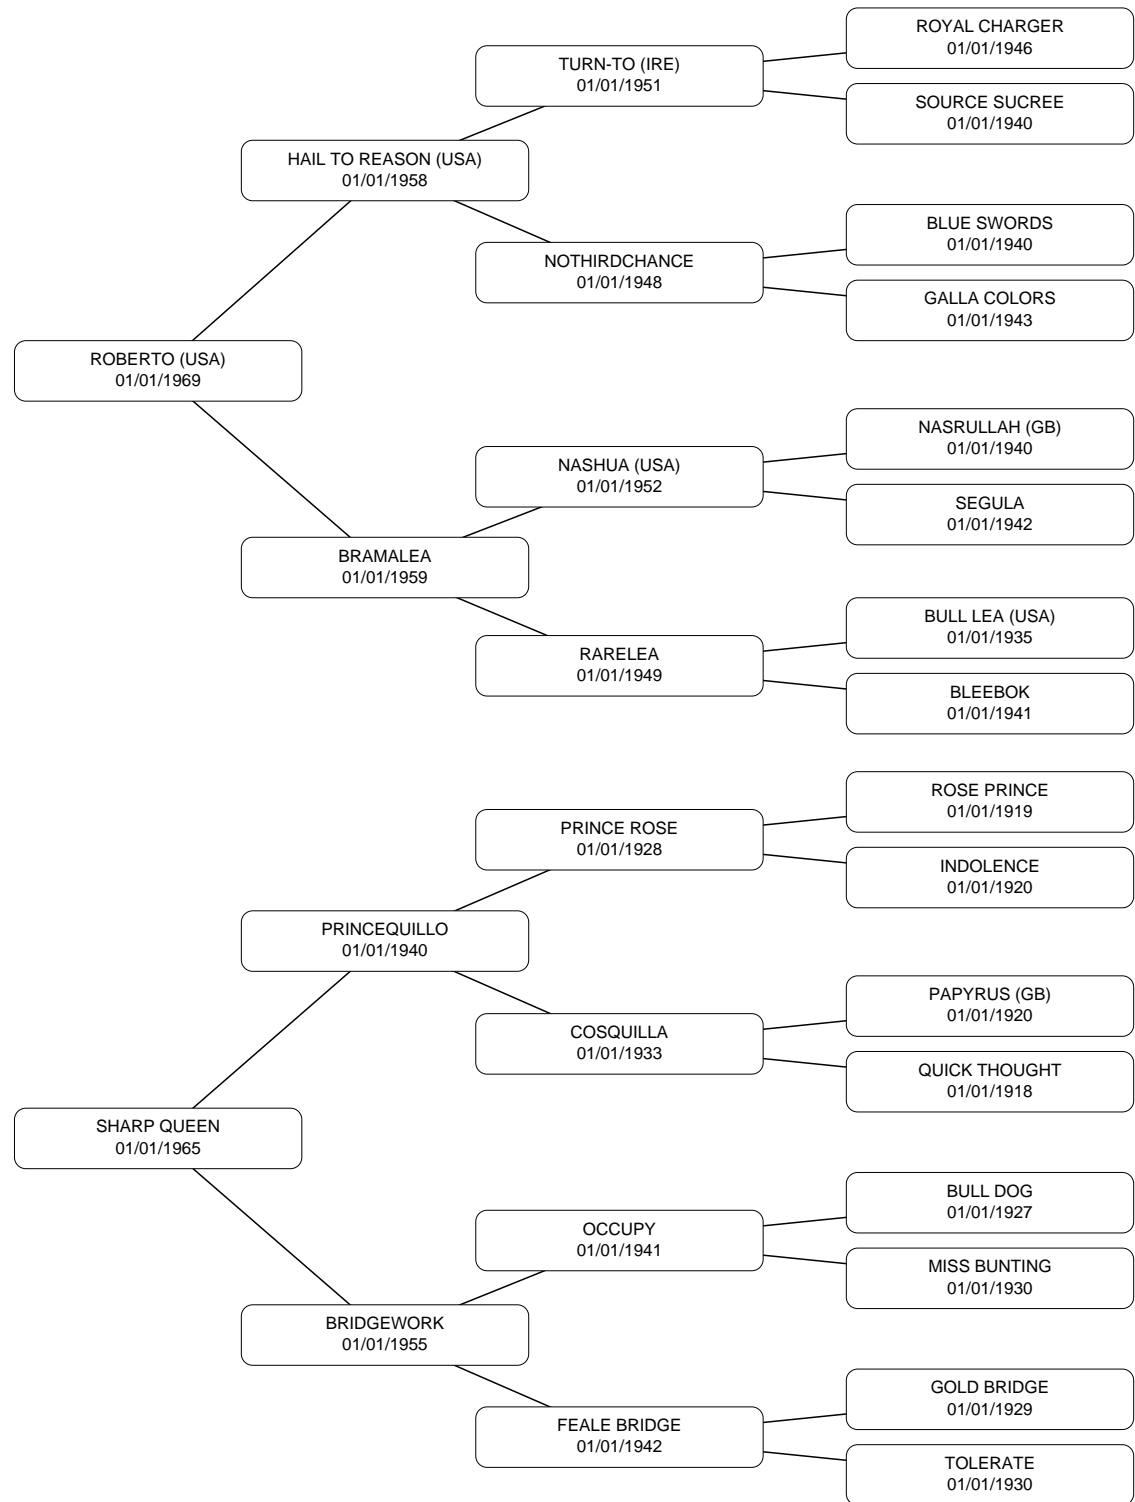 ROYAL CHARGER
01/01/1946
TURN-TO (IRE)
01/01/1951
SOURCE SUCREE
01/01/1940
HAIL TO REASON (USA)
01/01/1958
BLUE SWORDS
01/01/1940
NOTHIRDCHANCE
01/01/1948
GALLA COLORS
01/01/1943
ROBERTO (USA)
01/01/1969
NASRULLAH (GB)
01/01/1940
NASHUA (USA)
01/01/1952
SEGULA
01/01/1942
BRAMALEA
01/01/1959
BULL LEA (USA)
01/01/1935
RARELEA
01/01/1949
BLEEBOK
01/01/1941
ROSE PRINCE
01/01/1919
PRINCE ROSE
01/01/1928
INDOLENCE
01/01/1920
PRINCEQUILLO
01/01/1940
PAPYRUS (GB)
01/01/1920
COSQUILLA
01/01/1933
QUICK THOUGHT
01/01/1918
SHARP QUEEN
01/01/1965
BULL DOG
01/01/1927
OCCUPY
01/01/1941
MISS BUNTING
01/01/1930
BRIDGEWORK
01/01/1955
GOLD BRIDGE
01/01/1929
FEALE BRIDGE
01/01/1942
TOLERATE
01/01/1930